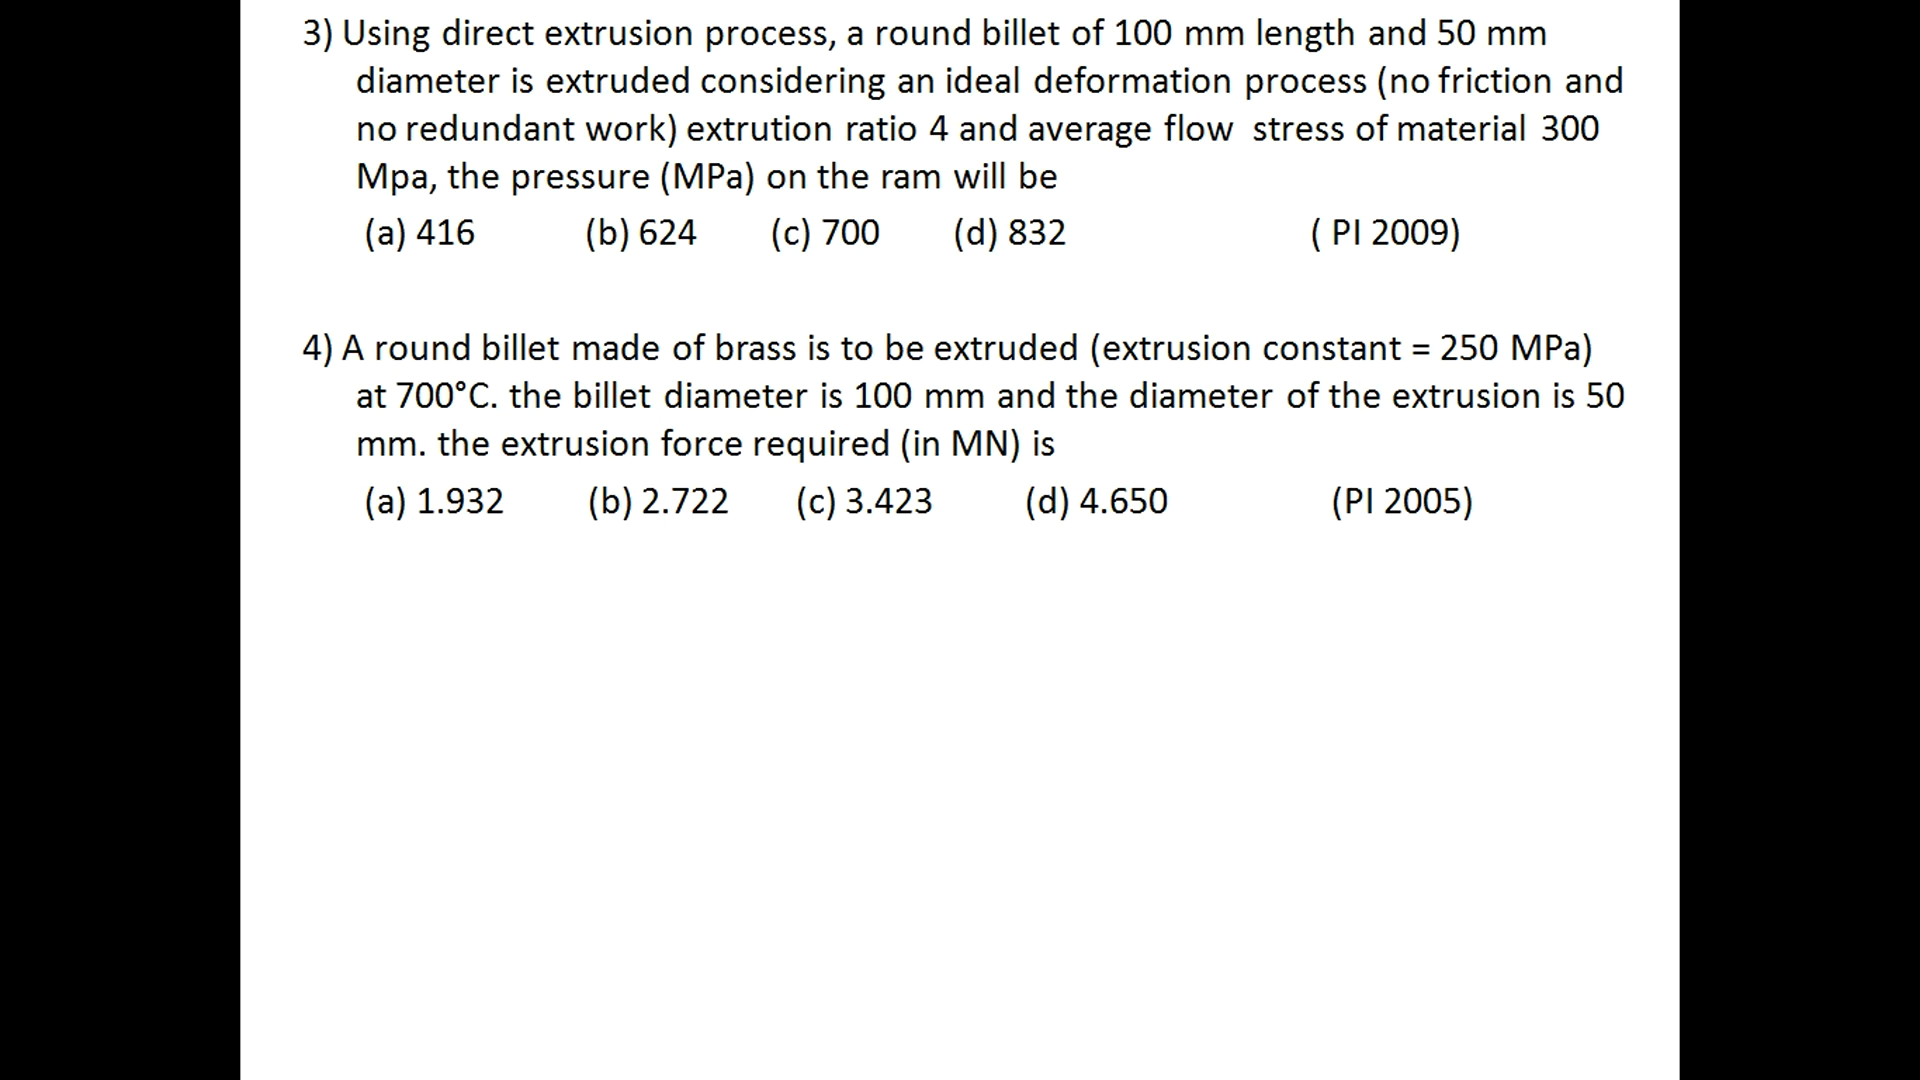 3) Using direct extrusion process, a round billet of 100 mm length and 50 mm
diameter is extruded considering an ideal deformation process (no friction and
no redundant work) extrution ratio 4 and average flow stress of material 300
Mpa, the pressure (MPa) on the ram will be
(a) 416 (b) 624 (c) 700 (d) 832 ( PI 2009)
4) A round billet made of brass is to be extruded (extrusion constant = 250 MPa)
at 700°C. the billet diameter is 100 mm and the diameter of the extrusion is 50
mm. the extrusion force required (in MN) is
(a) 1.932 (b) 2.722 (c) 3.423 (d) 4.650 (PI 2005)